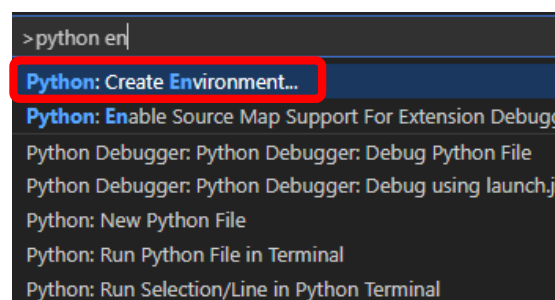 >python en
Python: Create Environment...
Python: Enable Source Map Support For Extension Debugg
Python Debugger: Python Debugger: Debug Python File
Python Debugger: Python Debugger: Debug using launch.j
Python: New Python File
Python: Run Python File in Terminal
Python: Run Selection/Line in Python Terminal